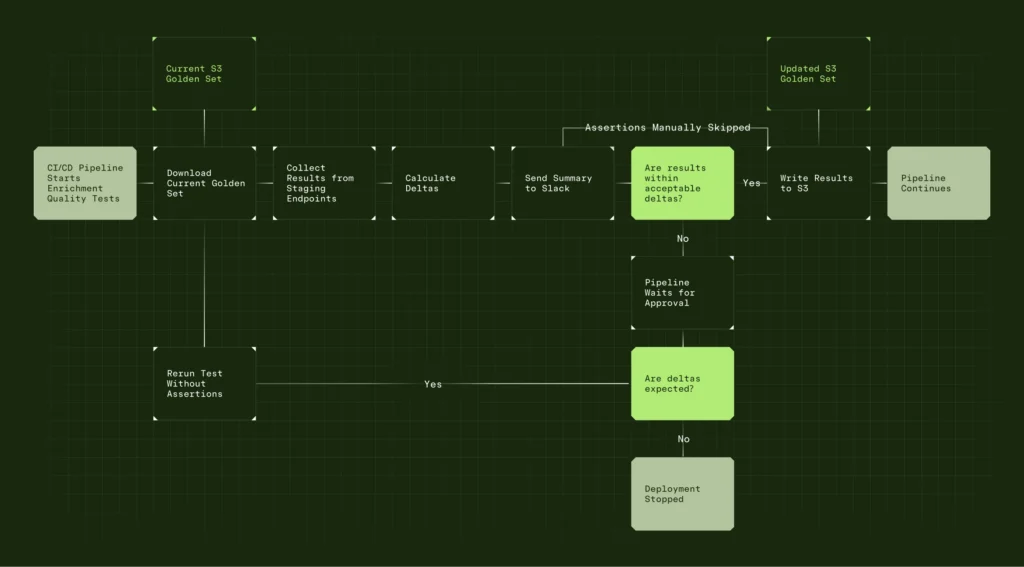 Current S3
Golden Set
Updated S3
Golden Set
Assertions Manually Skipped
CI/CD Pipeline
Starts
Enrichment
Quality Tests
Download
Current Golden
Set
Collect
Results from
Staging
Endpoints
Calculate
Deltas
Send Summary
to Slack
Are results
within
acceptable
deltas?
Yes
Write Results
to S3
Pipeline
Continues
No
Pipeline
Waits for
Approval
Rerun Test
Without
Assertions
Yes
Are deltas
expected?
No
Deployment
Stopped